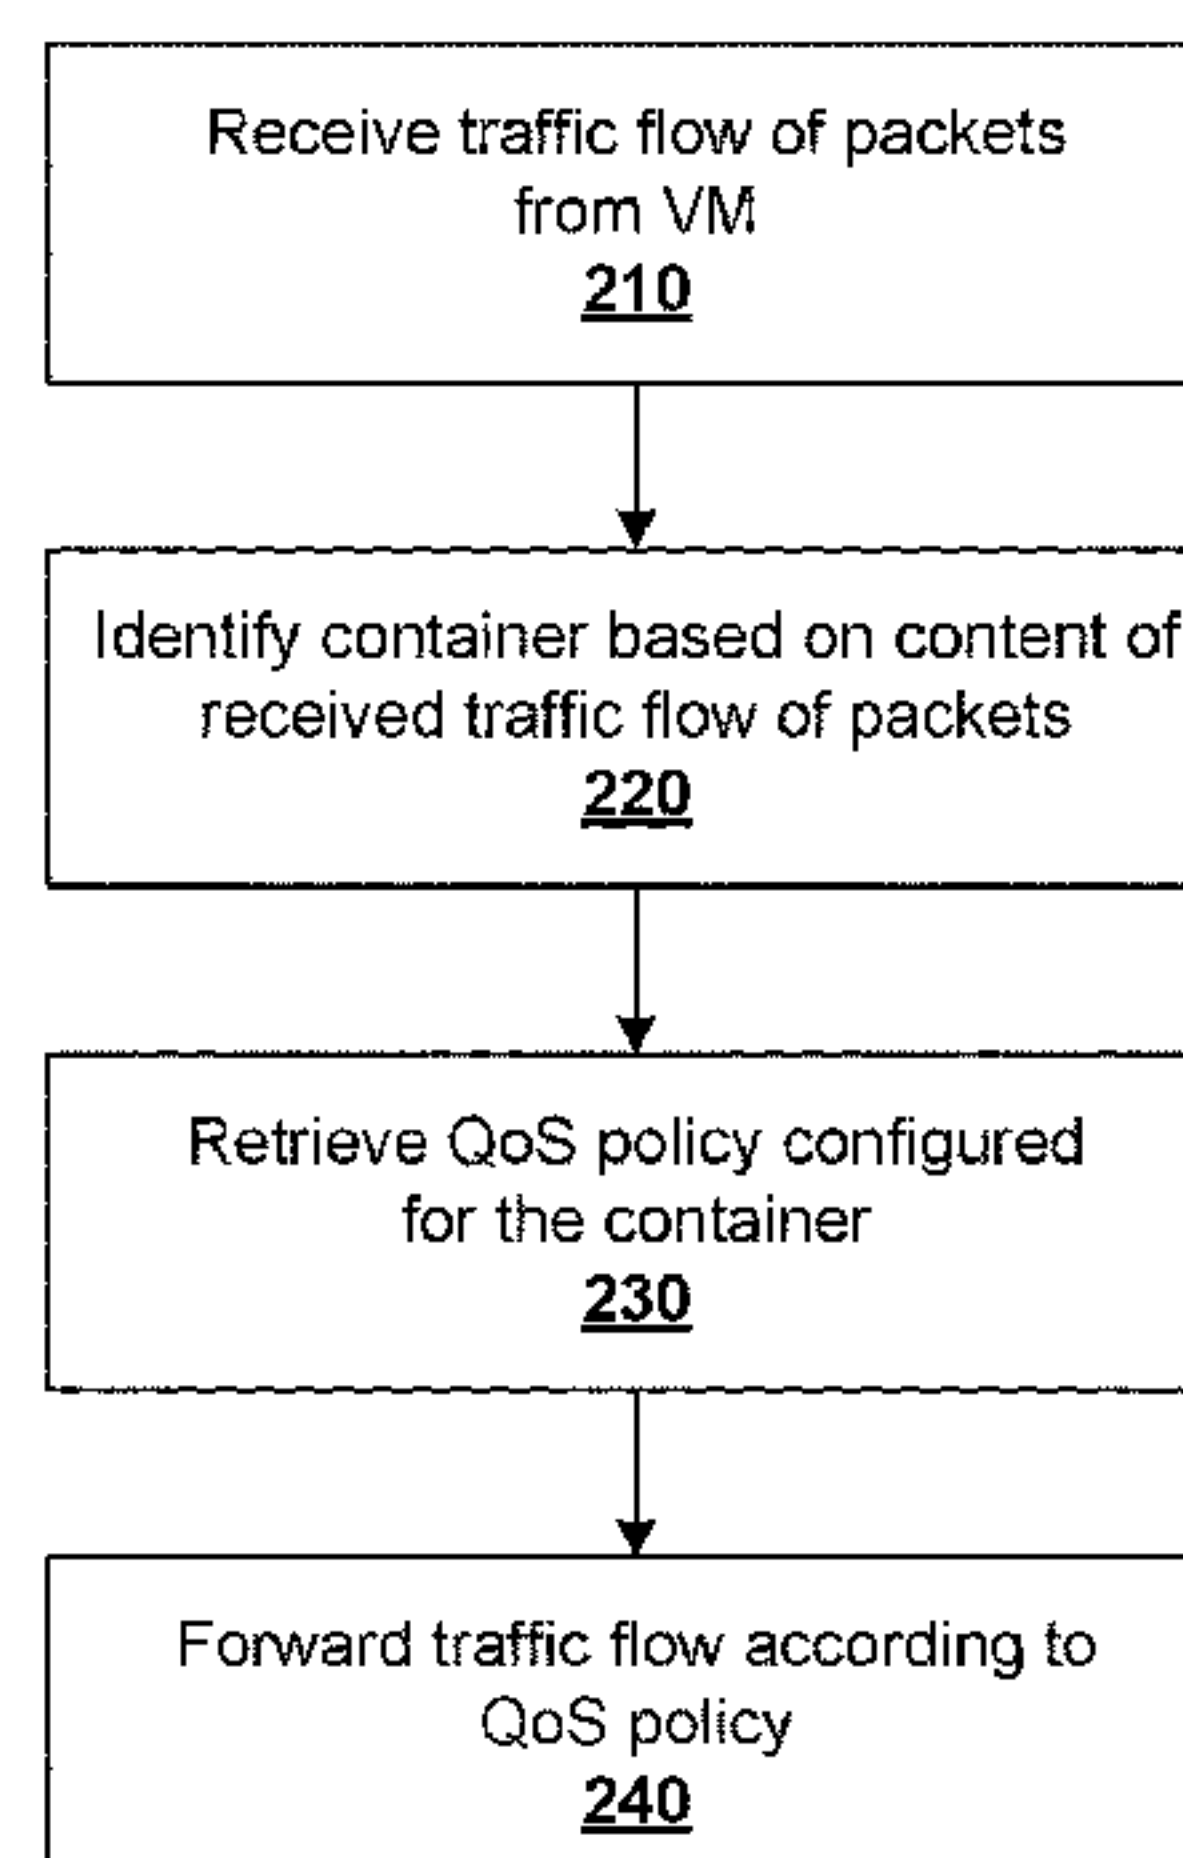 Receive traffic flow of packets
from VM
210
Identify container based on content of
received traffic flow of packets
220
Retrieve QoS policy configured
for the container
230
Forward traffic flow according to
QoS policy
240